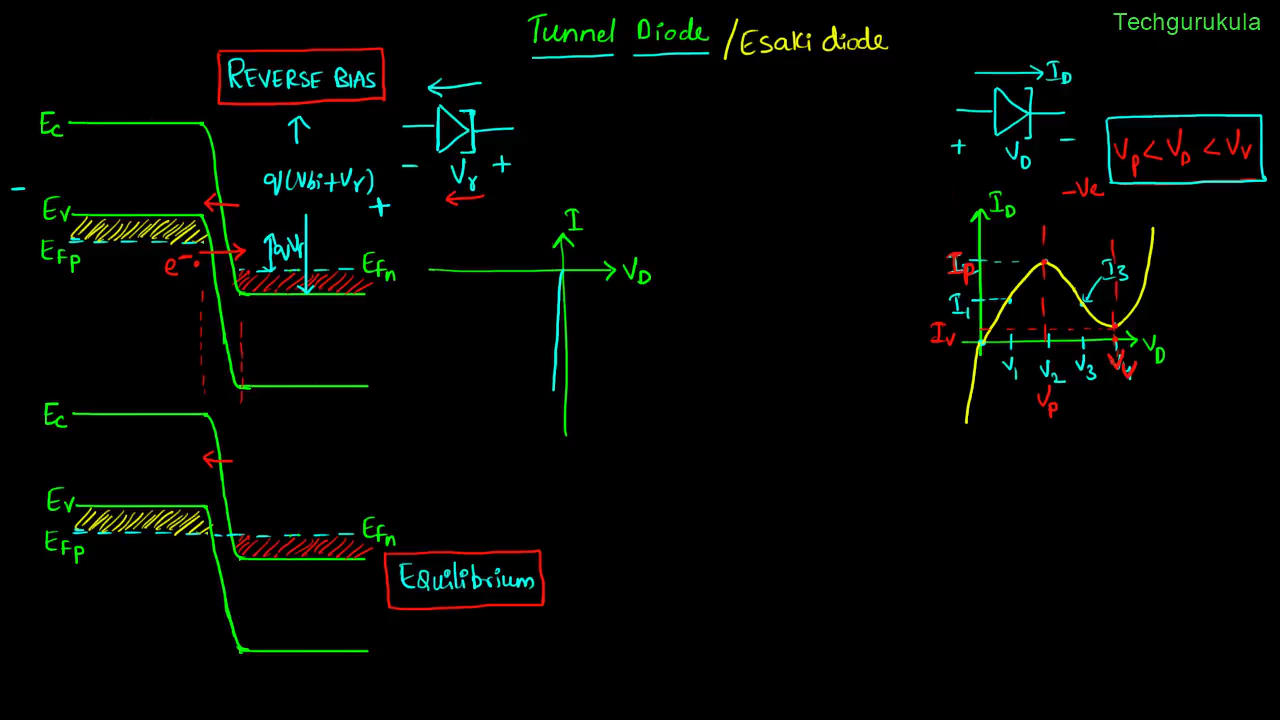 Techgurukula
Tunnel Diode /Esaki diode
REVERSE BIAS
q(Vbi+Vr)
qVr
Ec
Ev
EFp
e-
EFn
-
+
- Vr +
I
VD
ID
+ VD -
Vp < VD < VV
-Ve
ID
Ip
I1
Iv
I3
V1 V2 V3
Vp
VD
Ec
Ev
EFp
EFn
Equilibrium